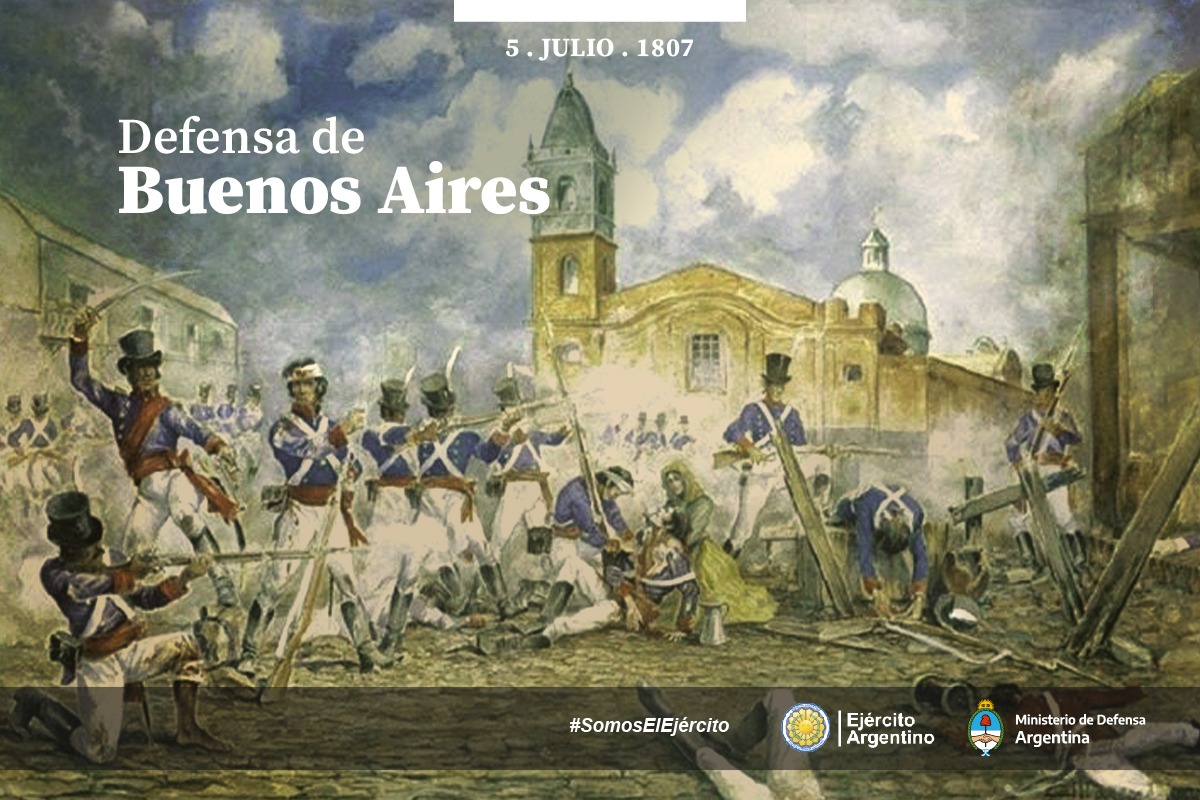 5 . JULIO . 1807
Defensa de
Buenos Aires
#SomosElEjército
Ejército
Argentino
Ministerio de Defensa
Argentina